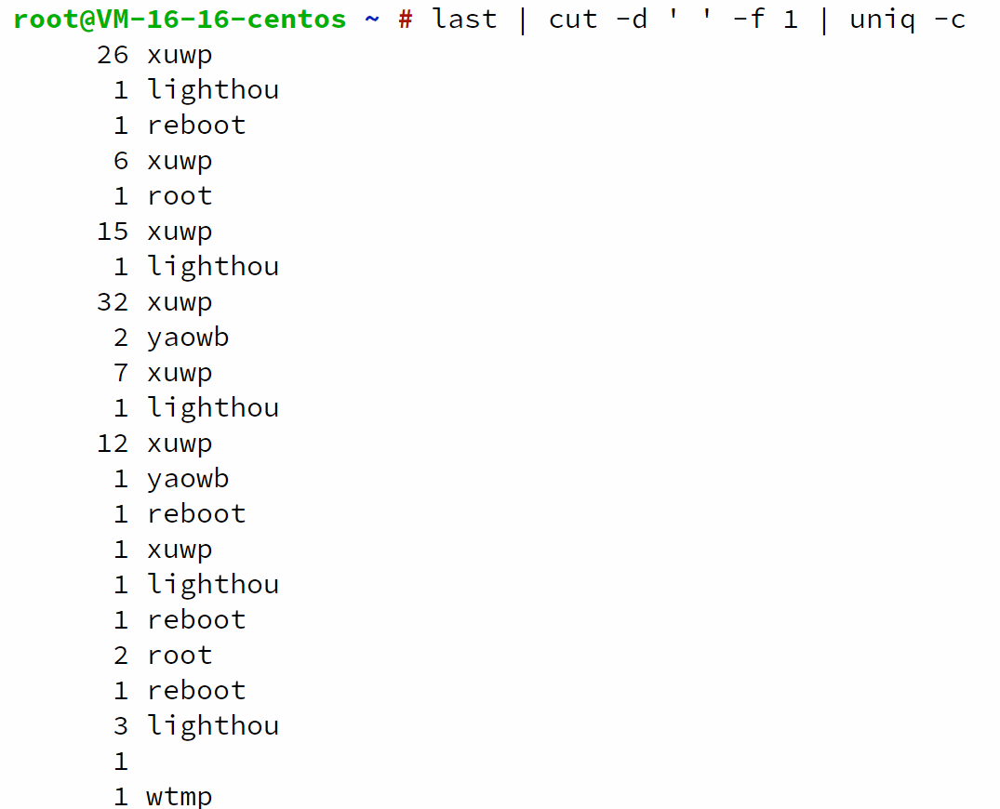 root@VM-16-16-centos ~ # last | cut -d ' ' -f 1 | uniq -c
     26 xuwp
      1 lighthou
      1 reboot
      6 xuwp
      1 root
     15 xuwp
      1 lighthou
     32 xuwp
      2 yaowb
      7 xuwp
      1 lighthou
     12 xuwp
      1 yaowb
      1 reboot
      1 xuwp
      1 lighthou
      1 reboot
      2 root
      1 reboot
      3 lighthou
      1
      1 wtmp